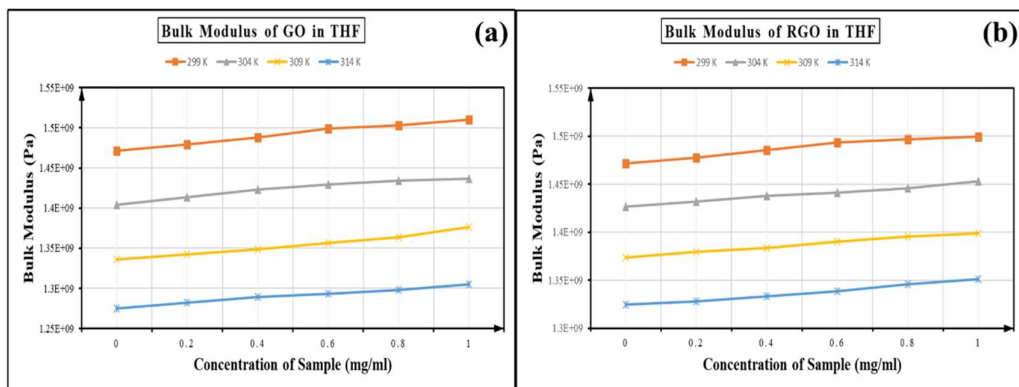 Bulk Modulus of GO in THF
(a)
299 K 304 K 309 K 314 K
1.55E+09
1.5E+09
1.45E+09
1.4E+09
1.35E+09
1.3E+09
1.25E+09
Bulk Modulus (Pa)
0 0.2 0.4 0.6 0.8 1
Concentration of Sample (mg/ml)
Bulk Modulus of RGO in THF
(b)
299 K 304 K 309 K 314 K
1.55E+09
1.5E+09
1.45E+09
1.4E+09
1.35E+09
1.3E+09
Bulk Modulus (Pa)
0 0.2 0.4 0.6 0.8 1
Concentration of Sample (mg/ml)